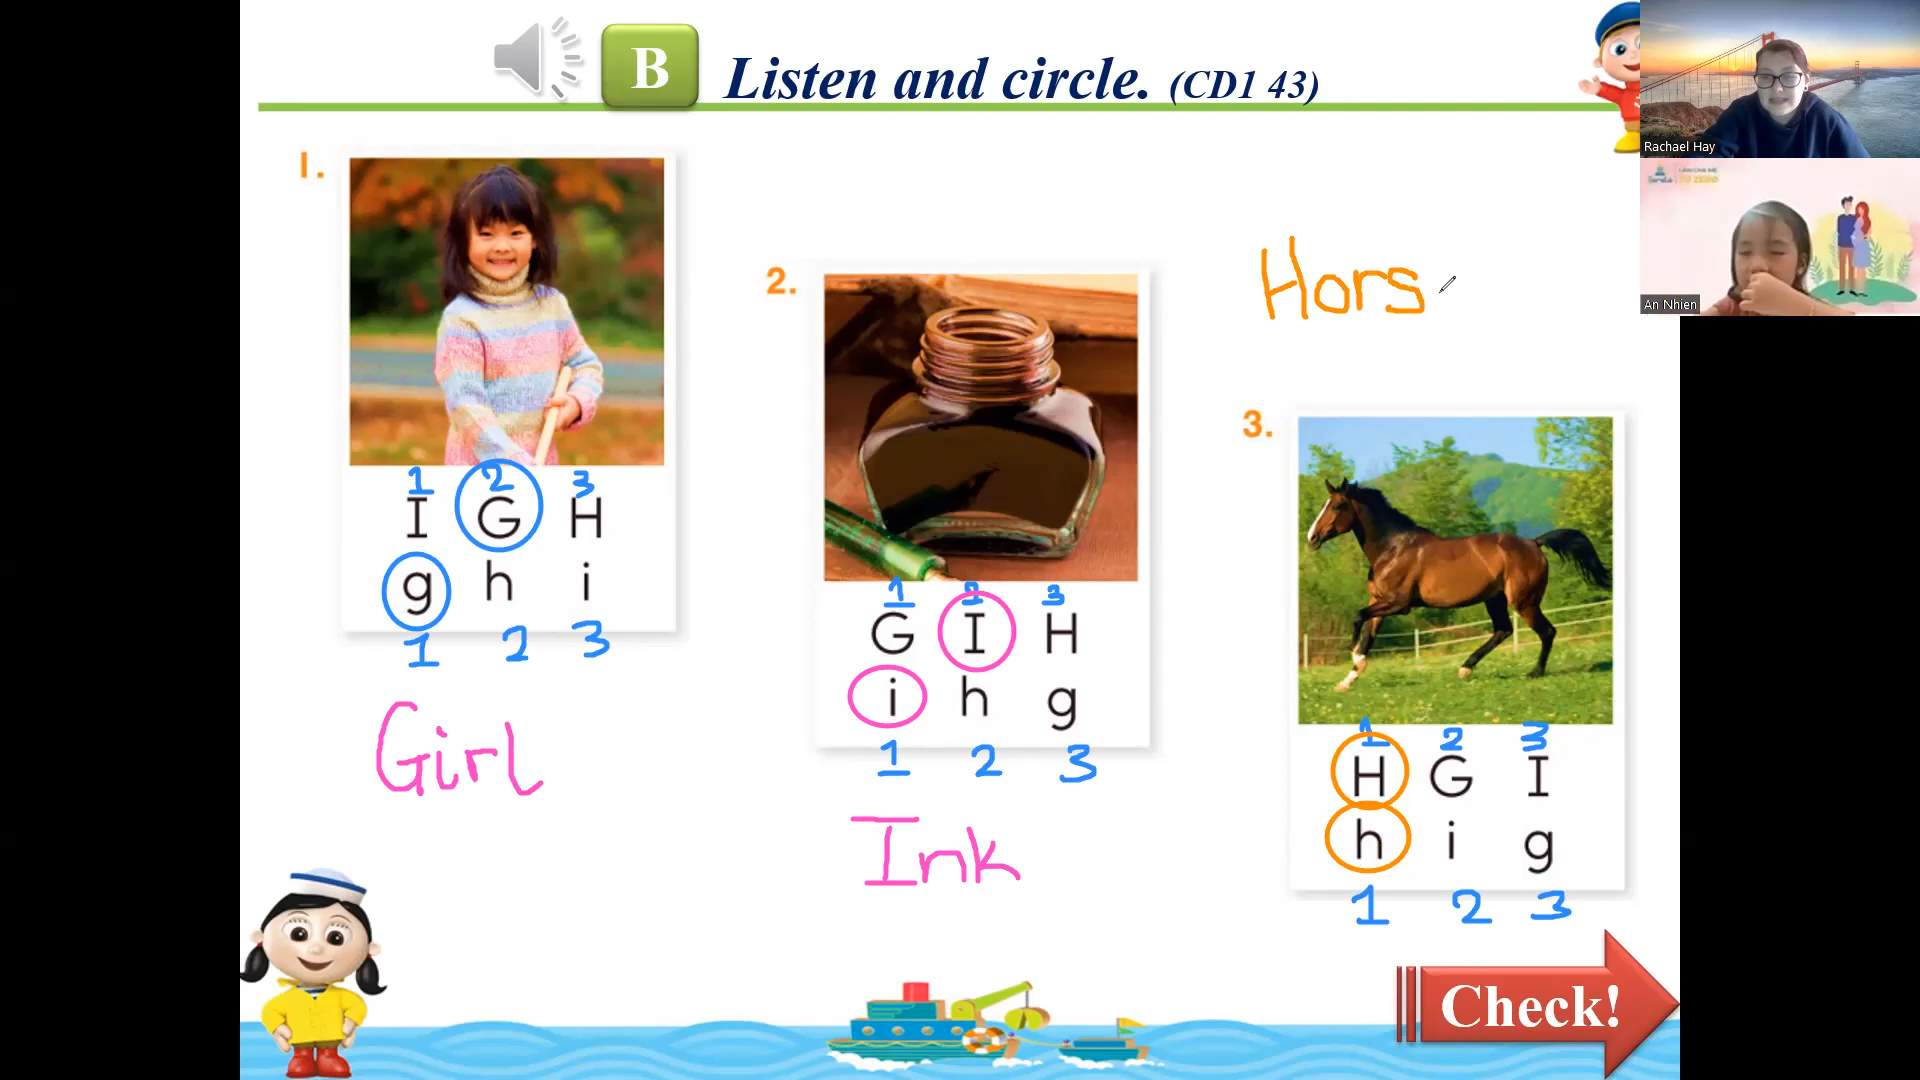 B Listen and circle. (CD1 43)
Rachael Hay
An Nhien
1.
1 2 3
I G H
g h i
1 2 3
Girl
2.
1 2 3
G I H
i h g
1 2 3
Ink
Hors
3.
1 2 3
H G I
h i g
1 2 3
Check!